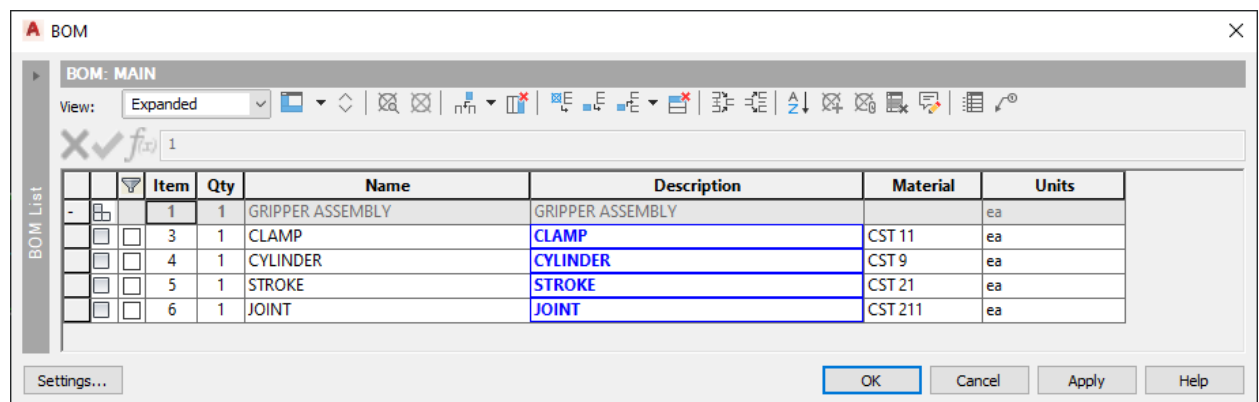 BOM
BOM: MAIN
View: Expanded
f(x) 1
BOM List
Item Qty Name Description Material Units
- 1 1 GRIPPER ASSEMBLY GRIPPER ASSEMBLY ea
3 1 CLAMP CLAMP CST 11 ea
4 1 CYLINDER CYLINDER CST 9 ea
5 1 STROKE STROKE CST 21 ea
6 1 JOINT JOINT CST 211 ea
Settings... OK Cancel Apply Help